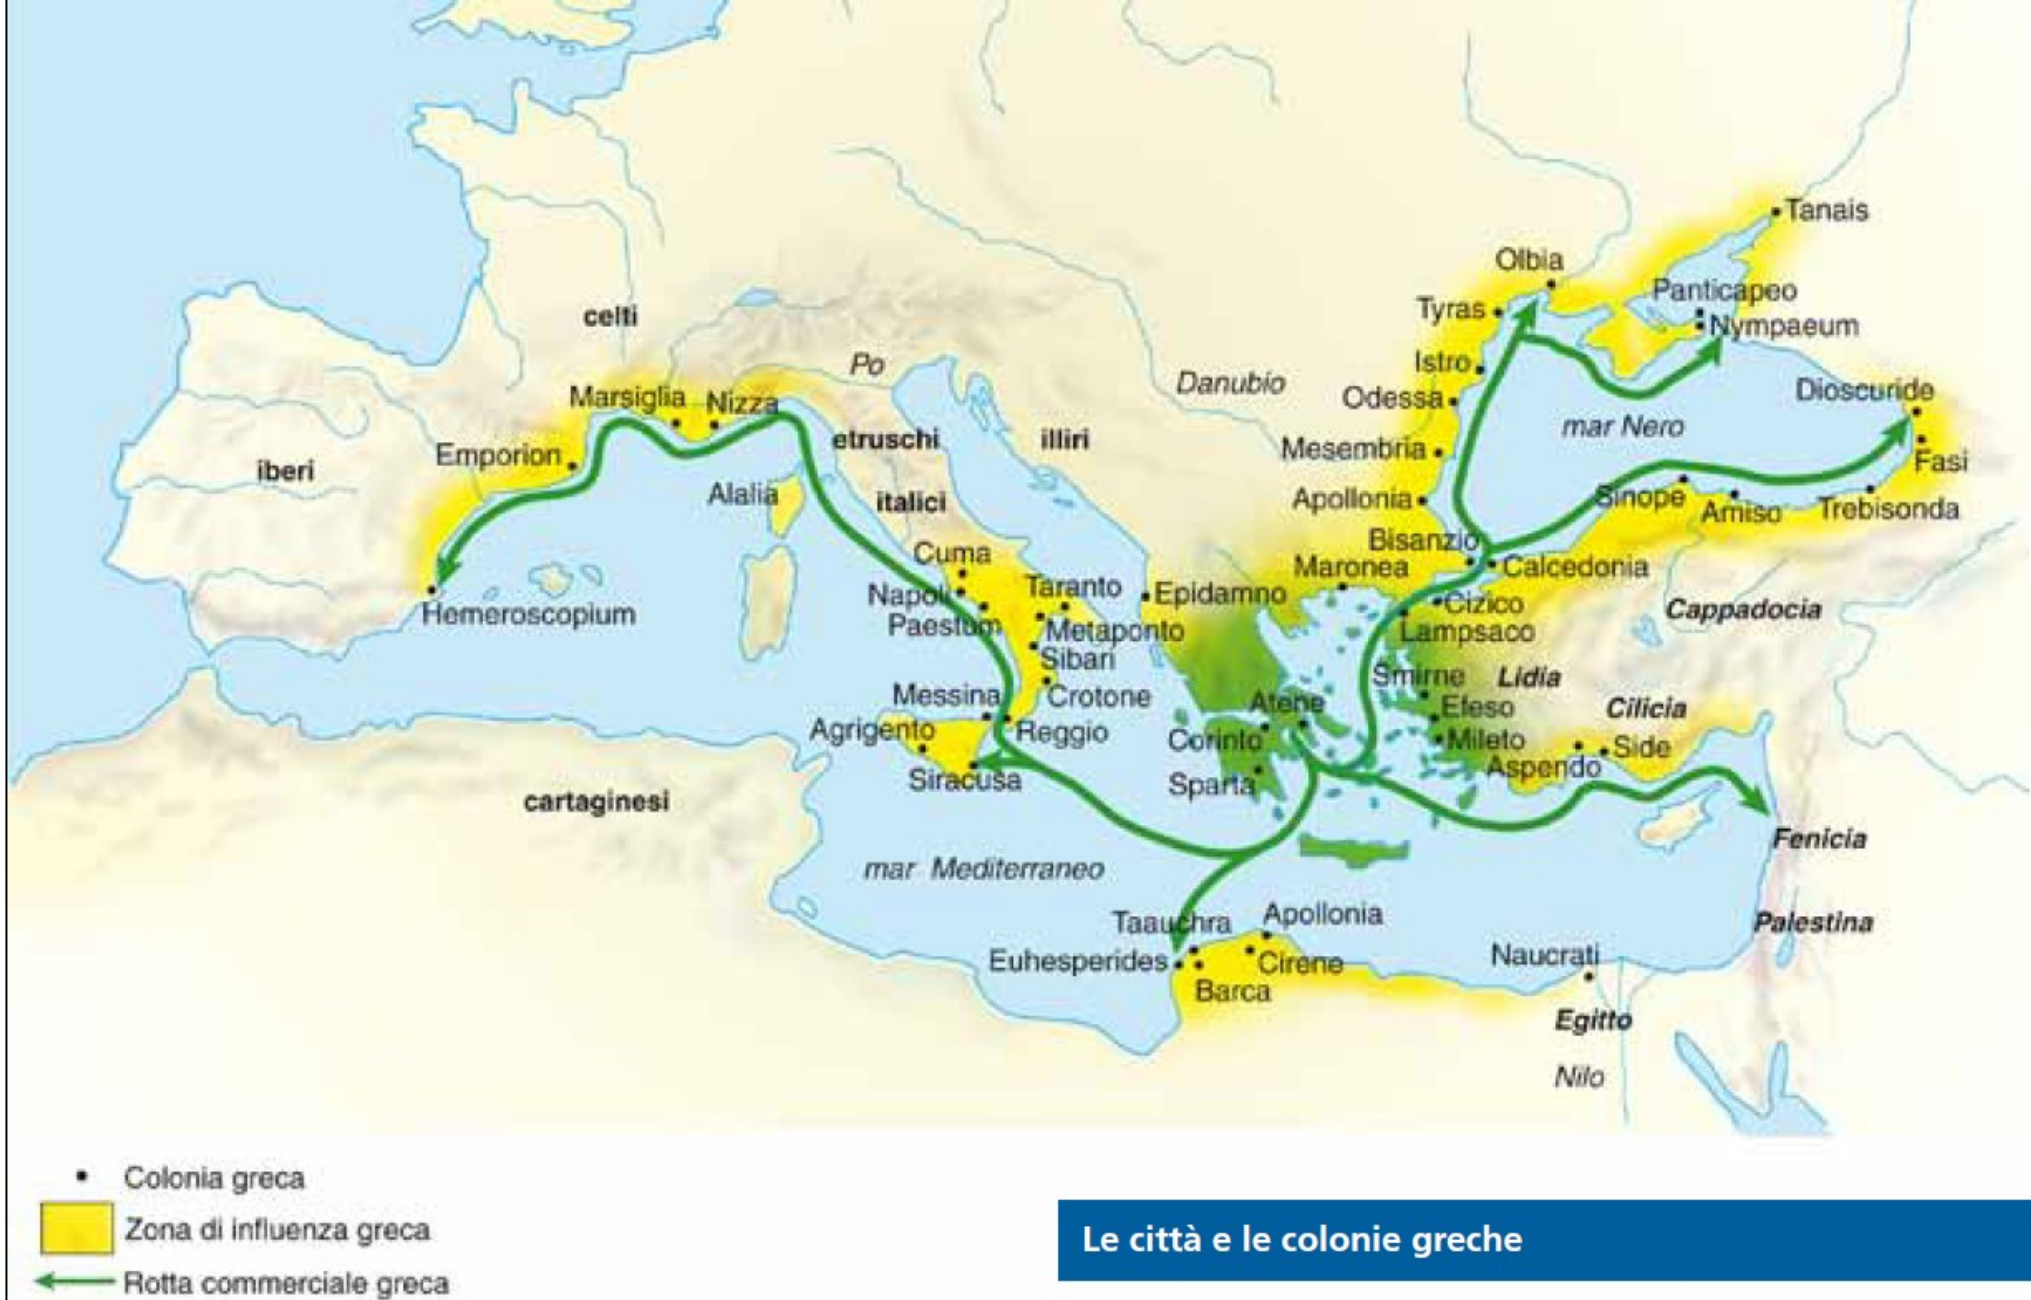 Tanais
Olbia
Panticapeo
Tyras
Nympaeum
celti
Po
Istro
Danubio
Dioscuride
Marsiglia
Nizza
Odessa
mar Nero
etruschi
illiri
Mesembria
Emporion
iberi
Fasi
Alalia
italici
Apollonia
Sinope
Amiso
Trebisonda
Bisanzio
Cuma
Maronea
Calcedonia
Taranto
Napoli
Epidamno
Cizico
Cappadocia
Hemeroscopium
Paestum
Metaponto
Lampsaco
Sibari
Smirne
Lidia
Messina
Crotone
Atene
Efeso
Cilicia
Agrigento
Reggio
Corinto
Mileto
Side
Aspendo
Siracusa
Sparta
cartaginesi
Fenicia
mar Mediterraneo
Taauchra
Apollonia
Palestina
Euhesperides
Cirene
Naucrati
Barca
Egitto
Nilo
Colonia greca
Zona di influenza greca
Rotta commerciale greca
Le città e le colonie greche